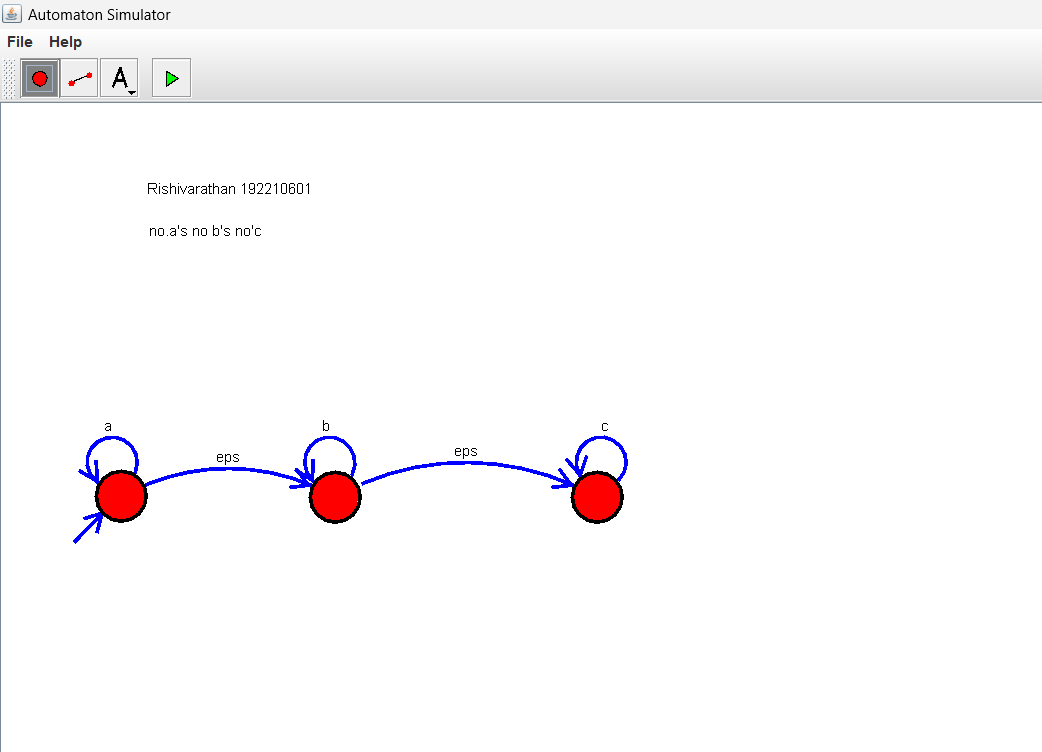 Automaton Simulator
File Help
A
Rishivarathan 192210601
no.a's no b's no'c
a
b
c
eps
eps